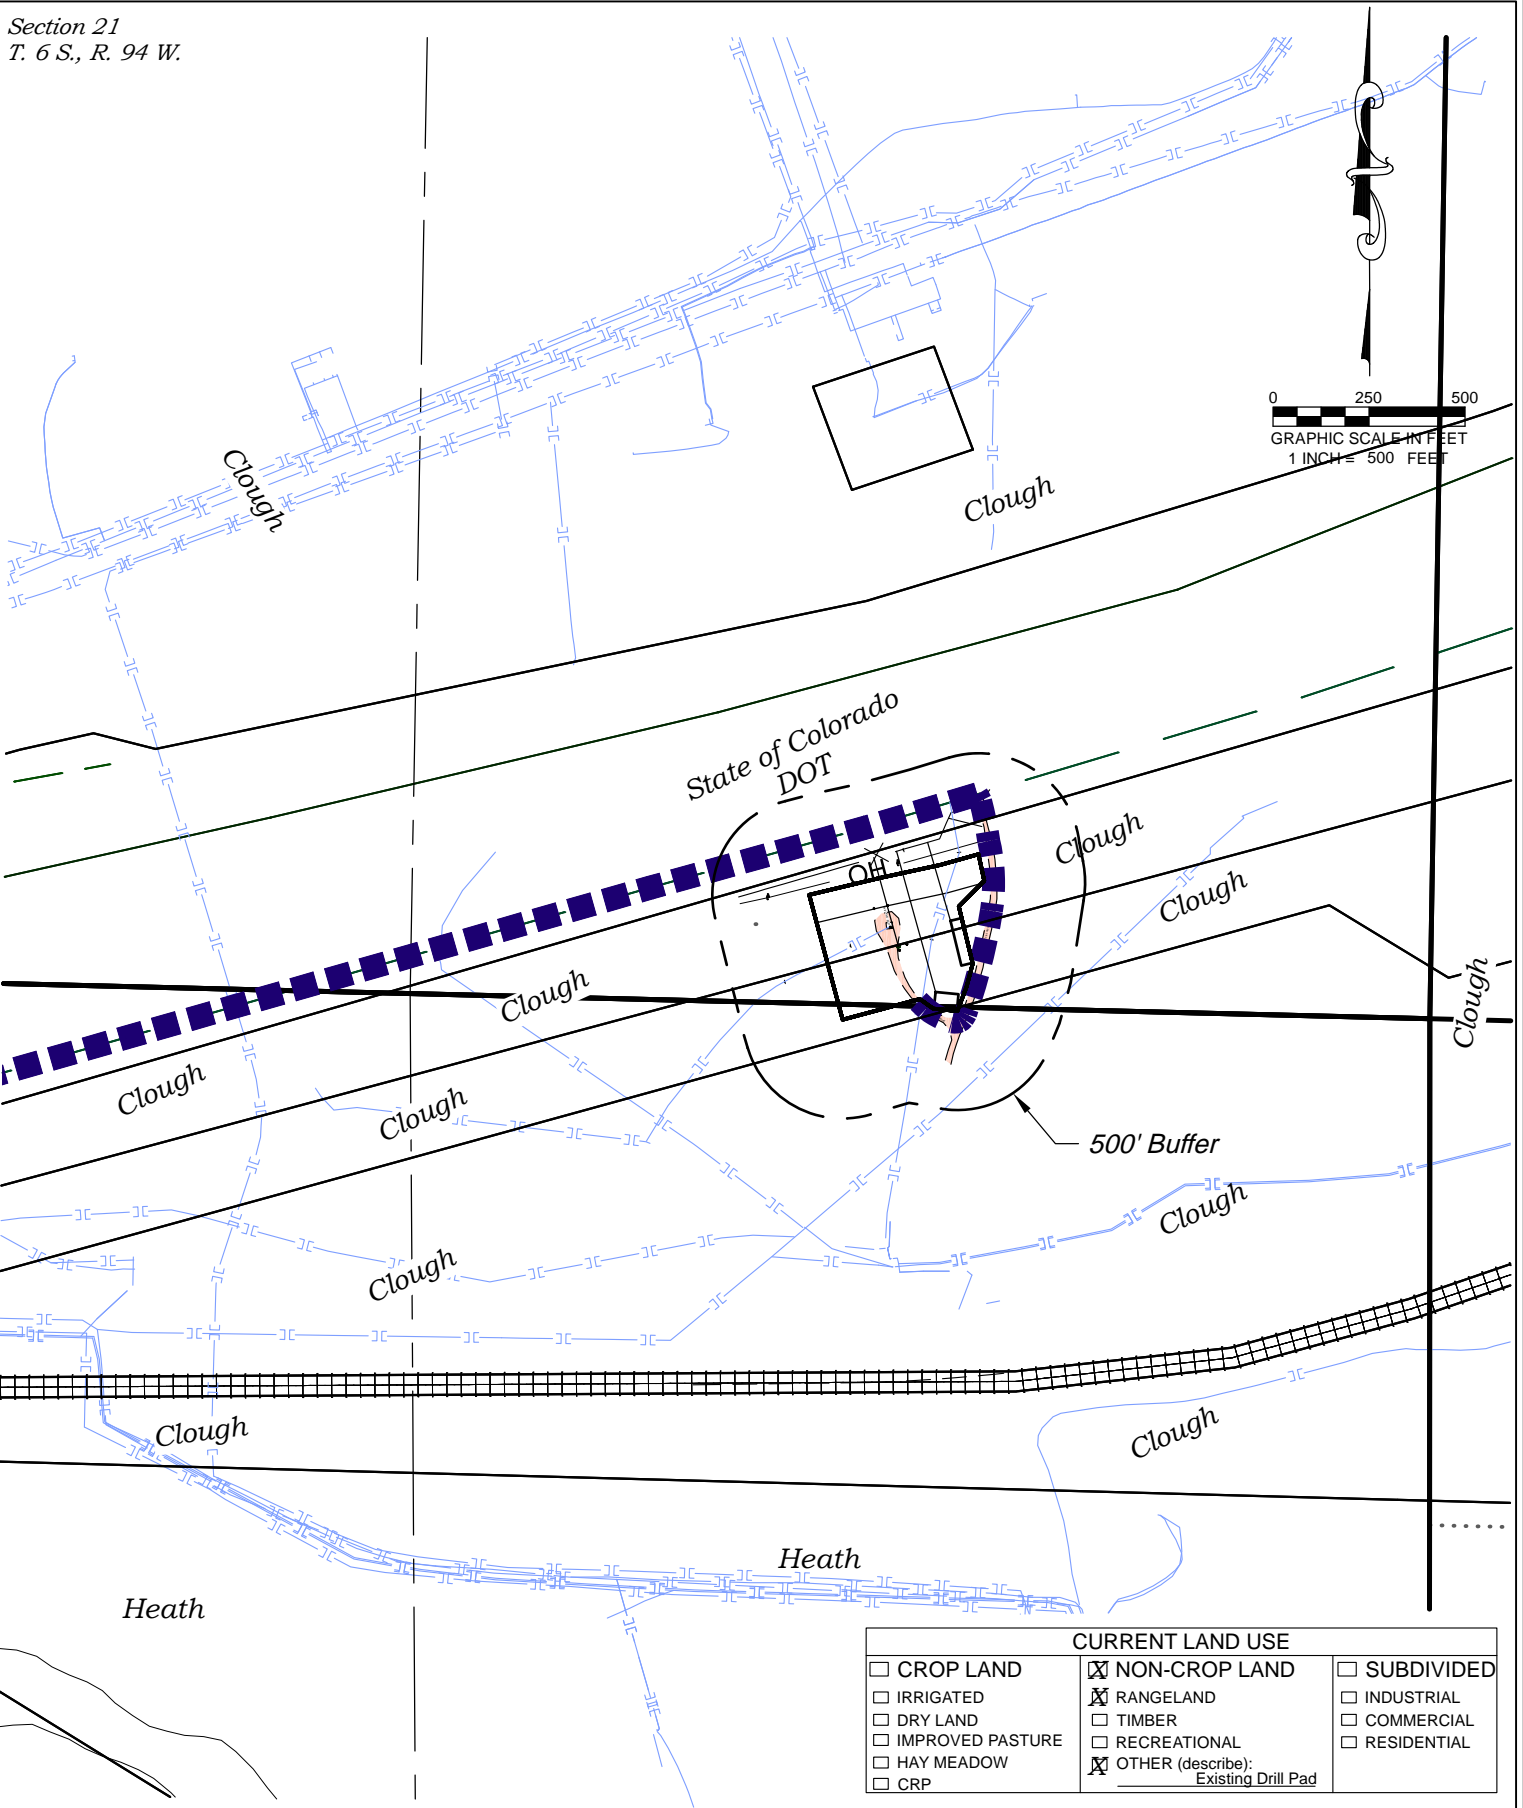 Section 21
T. 6 S., R. 94 W.
0 250 500
GRAPHIC SCALE IN FEET
1 INCH = 500 FEET
Clough
Clough
State of Colorado
DOT
Clough
OH
Clough
Clough
Clough
Clough
Clough
500' Buffer
Clough
Clough
Clough
Clough
Heath
Heath
CURRENT LAND USE
CROP LAND
IRRIGATED
DRY LAND
IMPROVED PASTURE
HAY MEADOW
CRP
X NON-CROP LAND
X RANGELAND
TIMBER
RECREATIONAL
X OTHER (describe):
Existing Drill Pad
SUBDIVIDED
INDUSTRIAL
COMMERCIAL
RESIDENTIAL